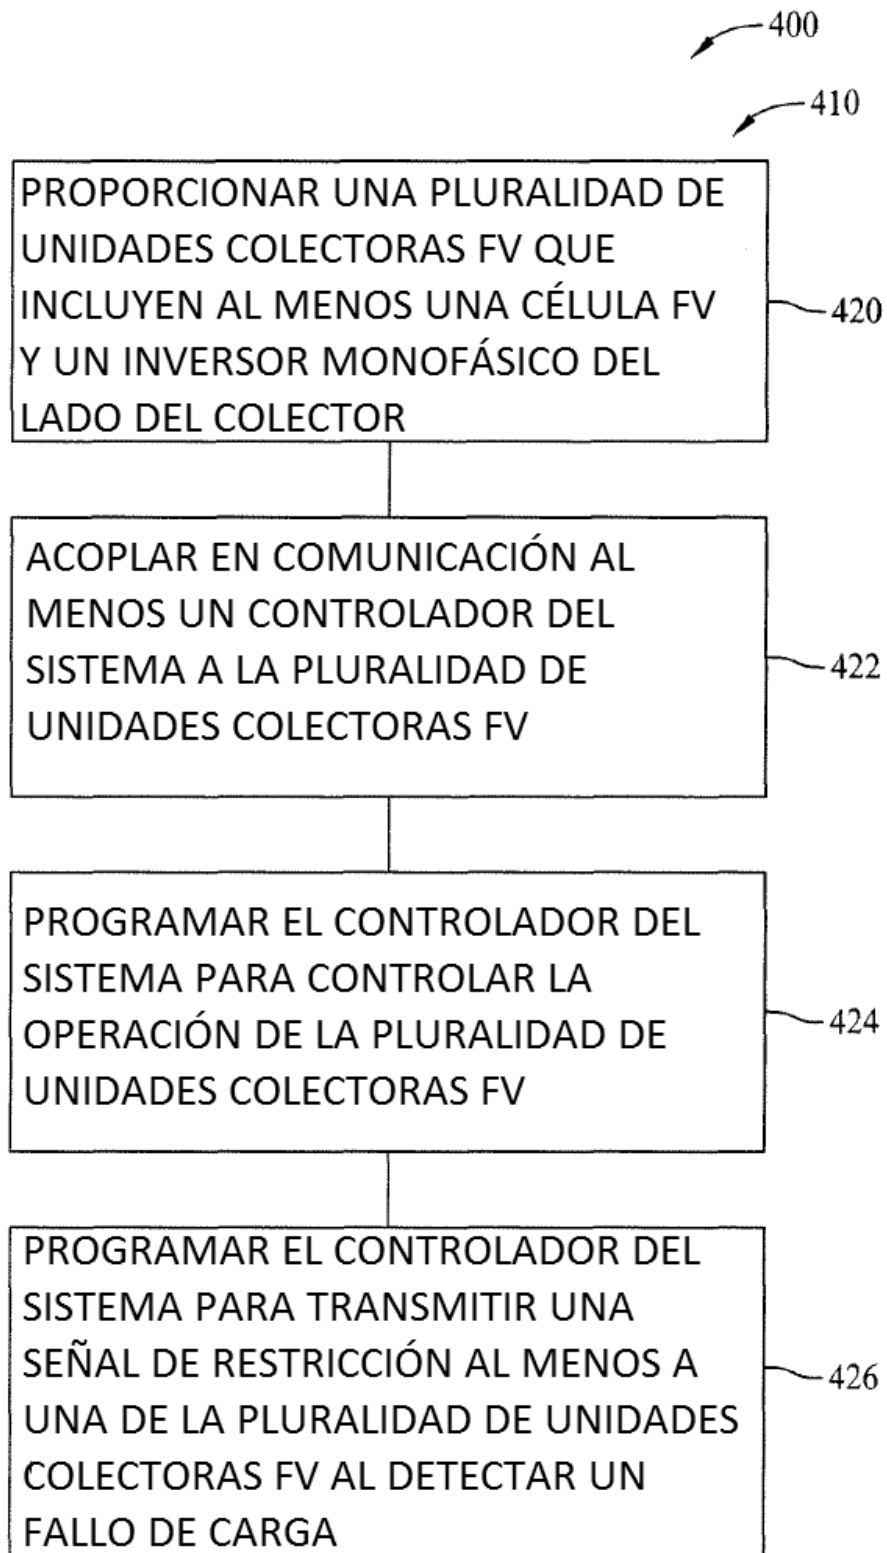 400
410
PROPORCIONAR UNA PLURALIDAD DE
UNIDADES COLECTORAS FV QUE
INCLUYEN AL MENOS UNA CÉLULA FV
Y UN INVERSOR MONOFÁSICO DEL
LADO DEL COLECTOR
420
ACOPLAR EN COMUNICACIÓN AL
MENOS UN CONTROLADOR DEL
SISTEMA A LA PLURALIDAD DE
UNIDADES COLECTORAS FV
422
PROGRAMAR EL CONTROLADOR DEL
SISTEMA PARA CONTROLAR LA
OPERACIÓN DE LA PLURALIDAD DE
UNIDADES COLECTORAS FV
424
PROGRAMAR EL CONTROLADOR DEL
SISTEMA PARA TRANSMITIR UNA
SEÑAL DE RESTRICCIÓN AL MENOS A
UNA DE LA PLURALIDAD DE UNIDADES
COLECTORAS FV AL DETECTAR UN
FALLO DE CARGA
426